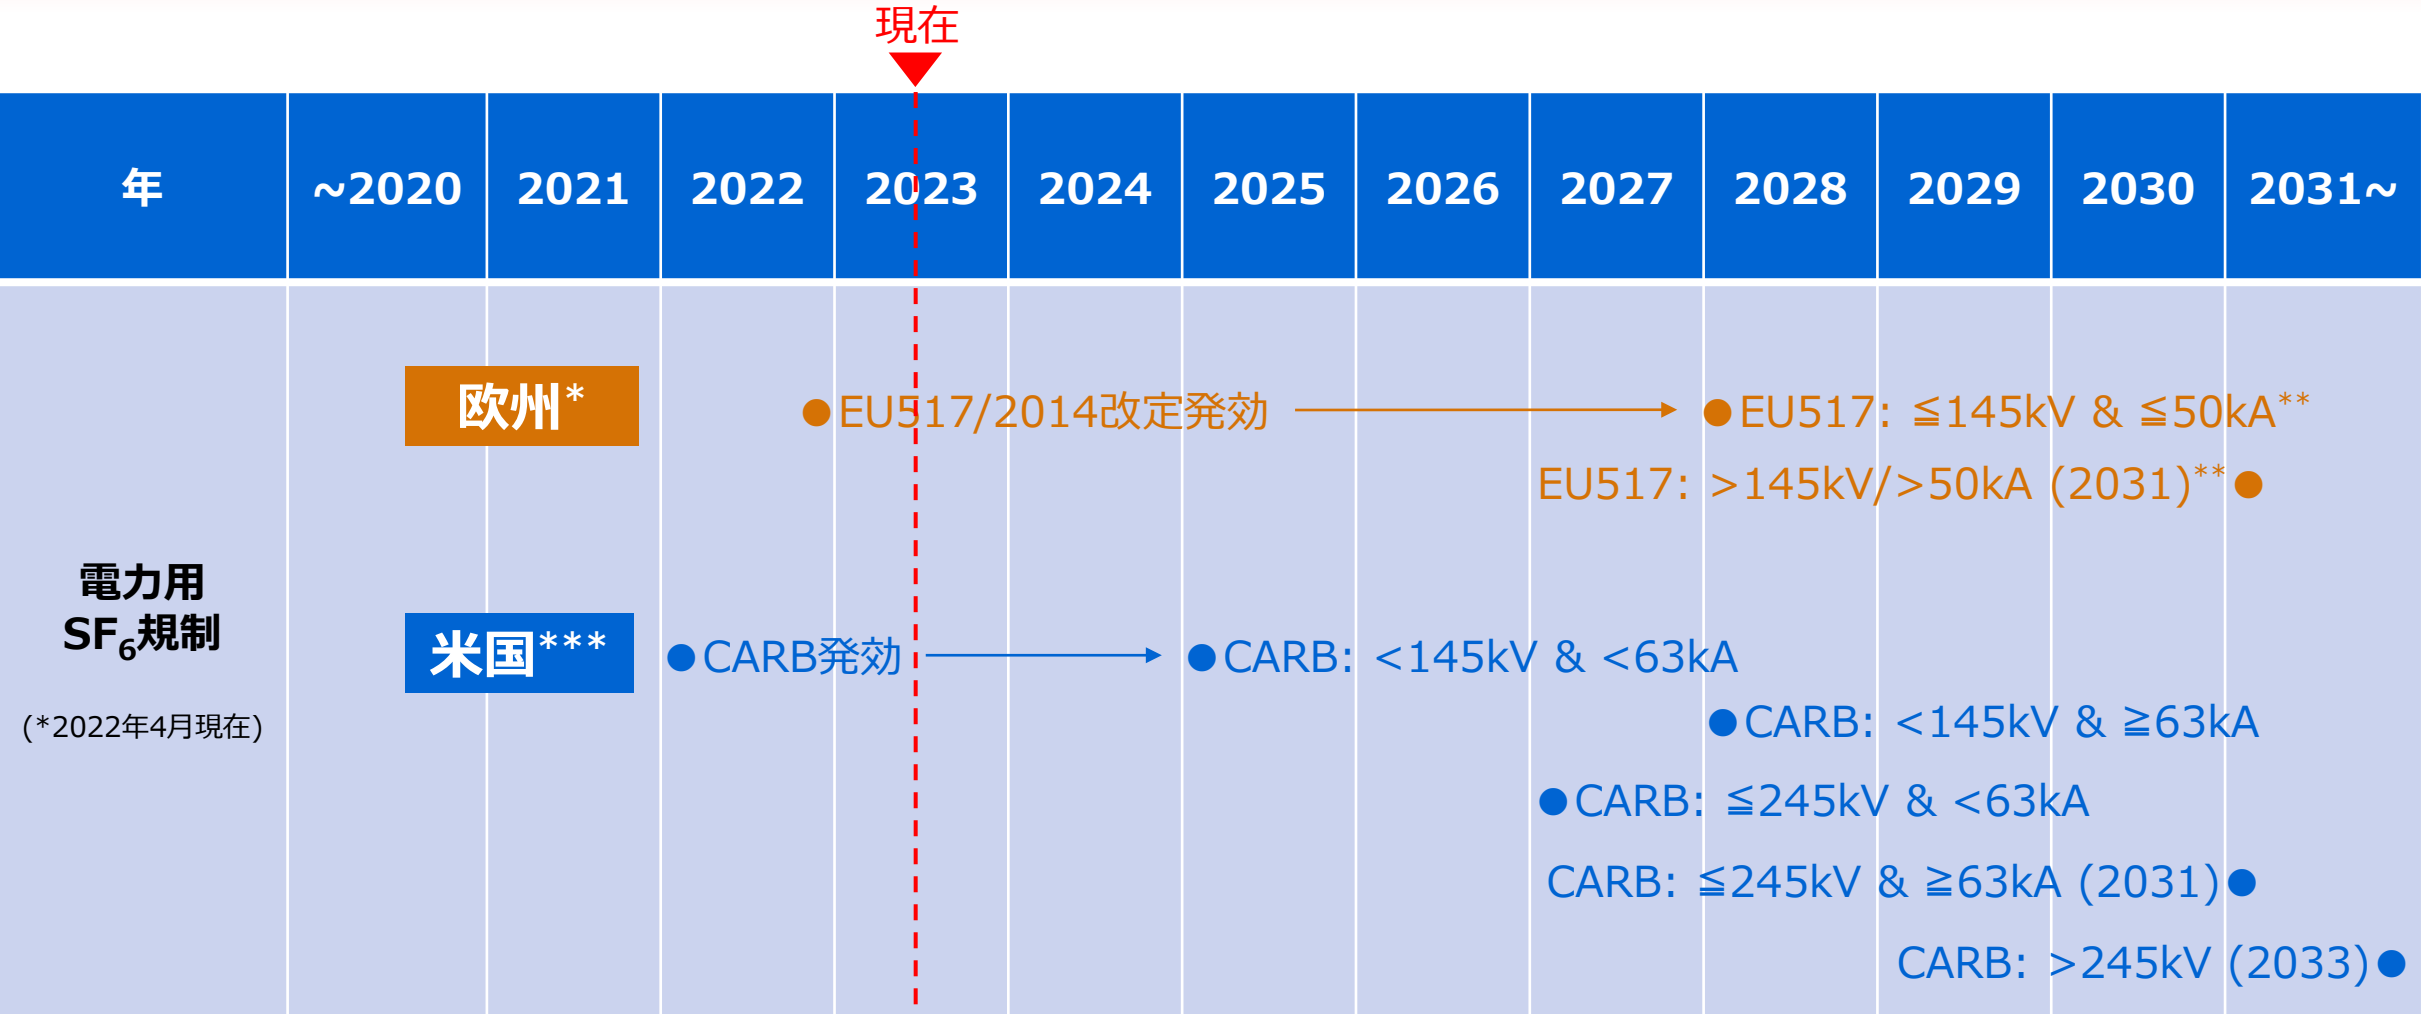 現在
年 ~2020 2021 2022 2023 2024 2025 2026 2027 2028 2029 2030 2031~
欧州*
●EU517/2014改定発効
●EU517: ≦145kV & ≦50kA**
EU517: >145kV/>50kA (2031)**●
電力用
SF₆規制
(*2022年4月現在)
米国***
●CARB発効
●CARB: <145kV & <63kA
●CARB: <145kV & ≧63kA
●CARB: ≦245kV & <63kA
CARB: ≦245kV & ≧63kA (2031)●
CARB: >245kV (2033)●